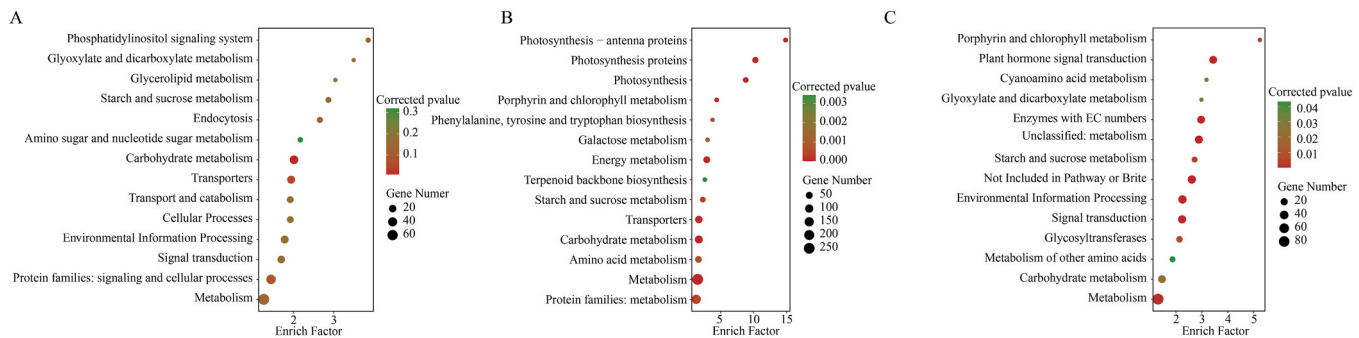 A
Phosphatidylinositol signaling system
Glyoxylate and dicarboxylate metabolism
Glycerolipid metabolism
Starch and sucrose metabolism
Endocytosis
Amino sugar and nucleotide sugar metabolism
Carbohydrate metabolism
Transporters
Transport and catabolism
Cellular Processes
Environmental Information Processing
Signal transduction
Protein families: signaling and cellular processes
Metabolism
2 3
Enrich Factor
Corrected pvalue
0.3
0.2
0.1
Gene Numer
20
40
60
B
Photosynthesis − antenna proteins
Photosynthesis proteins
Photosynthesis
Porphyrin and chlorophyll metabolism
Phenylalanine, tyrosine and tryptophan biosynthesis
Galactose metabolism
Energy metabolism
Terpenoid backbone biosynthesis
Starch and sucrose metabolism
Transporters
Carbohydrate metabolism
Amino acid metabolism
Metabolism
Protein families: metabolism
5 10 15
Enrich Factor
Corrected pvalue
0.003
0.002
0.001
0.000
Gene Number
50
100
150
200
250
C
Porphyrin and chlorophyll metabolism
Plant hormone signal transduction
Cyanoamino acid metabolism
Glyoxylate and dicarboxylate metabolism
Enzymes with EC numbers
Unclassified: metabolism
Starch and sucrose metabolism
Not Included in Pathway or Brite
Environmental Information Processing
Signal transduction
Glycosyltransferases
Metabolism of other amino acids
Carbohydrate metabolism
Metabolism
2 3 4 5
Enrich Factor
Corrected pvalue
0.04
0.03
0.02
0.01
Gene Number
20
40
60
80